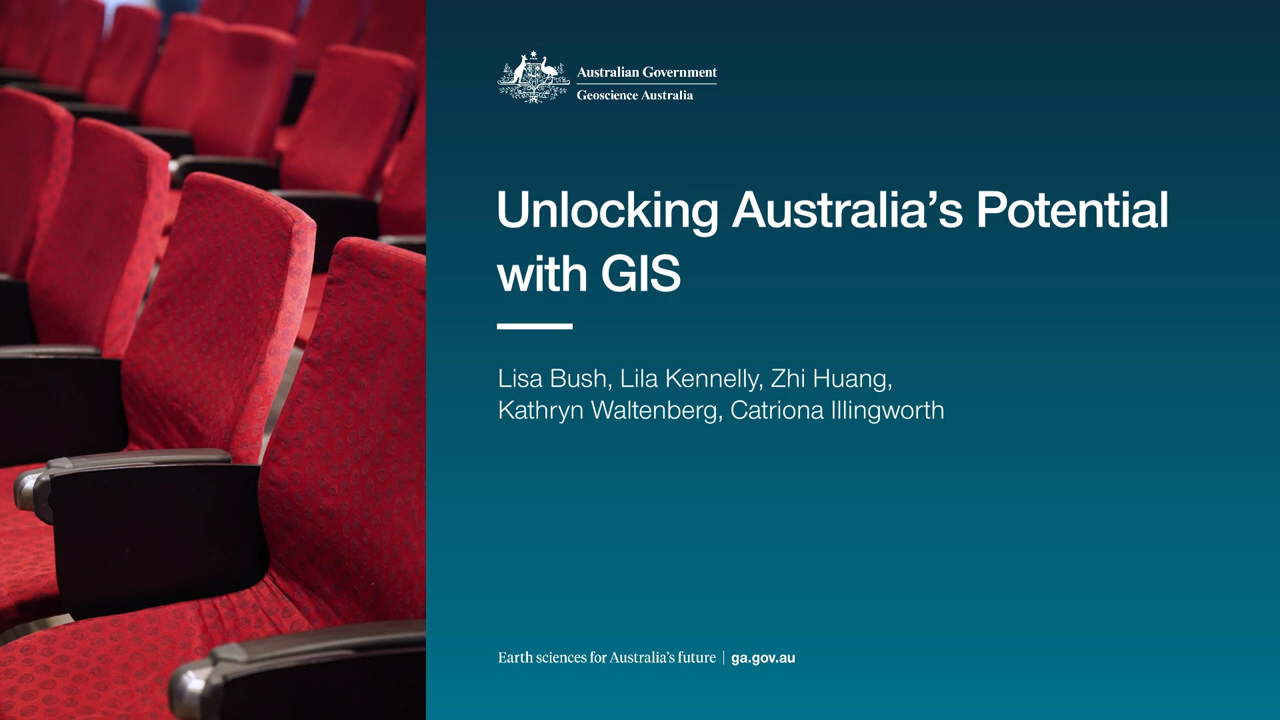 Australian Government
Geoscience Australia
Unlocking Australia’s Potential
with GIS
Lisa Bush, Lila Kennelly, Zhi Huang,
Kathryn Waltenberg, Catriona Illingworth
Earth sciences for Australia’s future | ga.gov.au